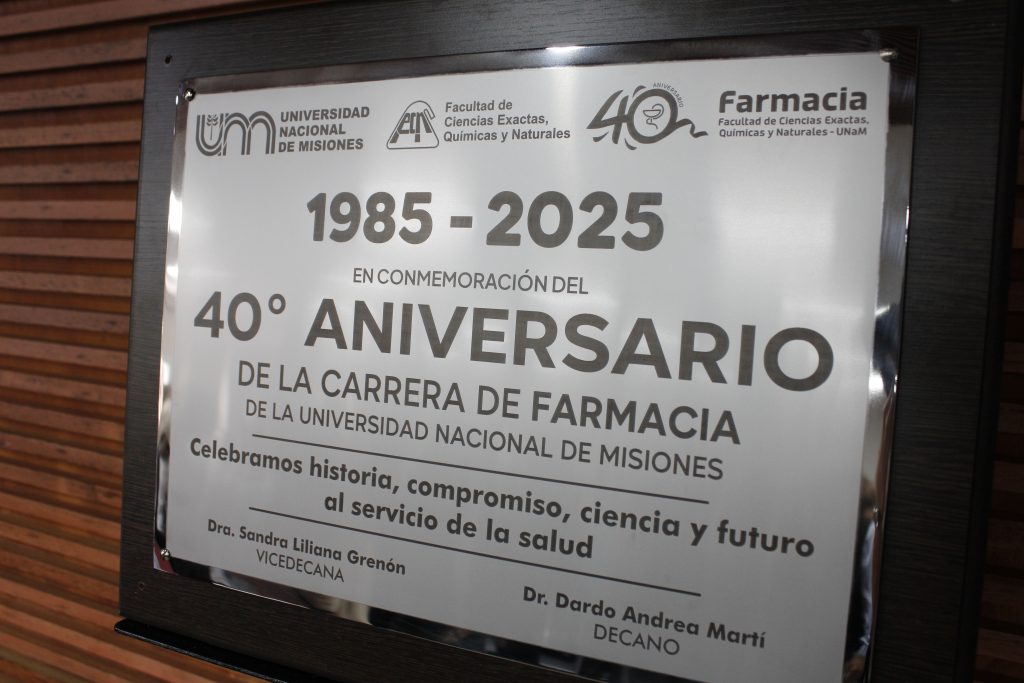 UNIVERSIDAD
NACIONAL
DE MISIONES
Facultad de
Ciencias Exactas,
Químicas y Naturales
40
ANIVERSARIO
Farmacia
Facultad de Ciencias Exactas,
Químicas y Naturales - UNaM
1985 - 2025
EN CONMEMORACIÓN DEL
40° ANIVERSARIO
DE LA CARRERA DE FARMACIA
DE LA UNIVERSIDAD NACIONAL DE MISIONES
Celebramos historia, compromiso, ciencia y futuro
al servicio de la salud
Dra. Sandra Liliana Grenón
VICEDECANA
Dr. Dardo Andrea Martí
DECANO